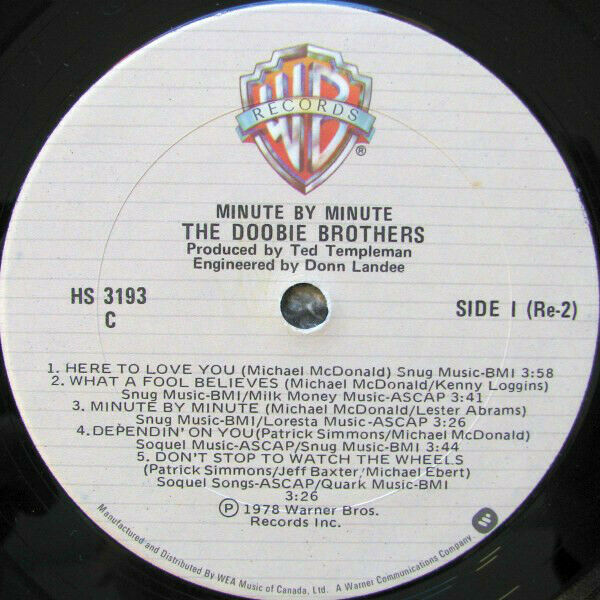 WB
RECORDS
®
MINUTE BY MINUTE
THE DOOBIE BROTHERS
Produced by Ted Templeman
Engineered by Donn Landee
HS 3193
C
SIDE I (Re-2)
1. HERE TO LOVE YOU (Michael McDonald) Snug Music-BMI 3:58
2. WHAT A FOOL BELIEVES (Michael McDonald/Kenny Loggins)
Snug Music-BMI/Milk Money Music-ASCAP 3:41
3. MINUTE BY MINUTE (Michael McDonald/Lester Abrams)
Snug Music-BMI/Loresta Music-ASCAP 3:26
4. DEPENDIN' ON YOU(Patrick Simmons/Michael McDonald)
Soquel Music-ASCAP/Snug Music-BMI 3:44
5. DON'T STOP TO WATCH THE WHEELS
(Patrick Simmons/Jeff Baxter/Michael Ebert)
Soquel Songs-ASCAP/Quark Music-BMI
3:26
℗ 1978 Warner Bros.
Records Inc.
Manufactured and Distributed By WEA Music of Canada, Ltd. A Warner Communications Company